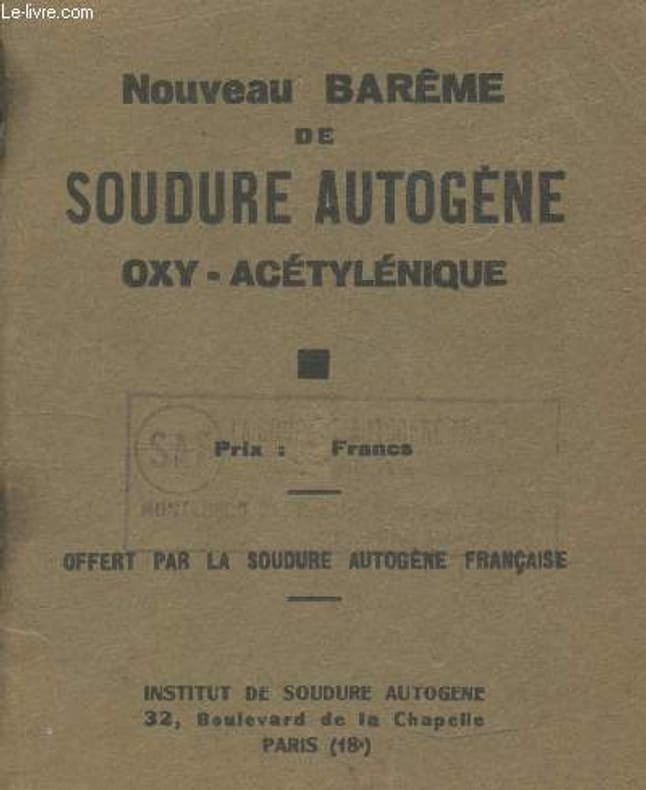 Le-livre.com
Nouveau BARÊME
DE
SOUDURE AUTOGÈNE
OXY - ACÉTYLÉNIQUE
SAF
Prix : Francs
OFFERT PAR LA SOUDURE AUTOGÈNE FRANÇAISE
INSTITUT DE SOUDURE AUTOGENE
32, Boulevard de la Chapelle
PARIS (18e)